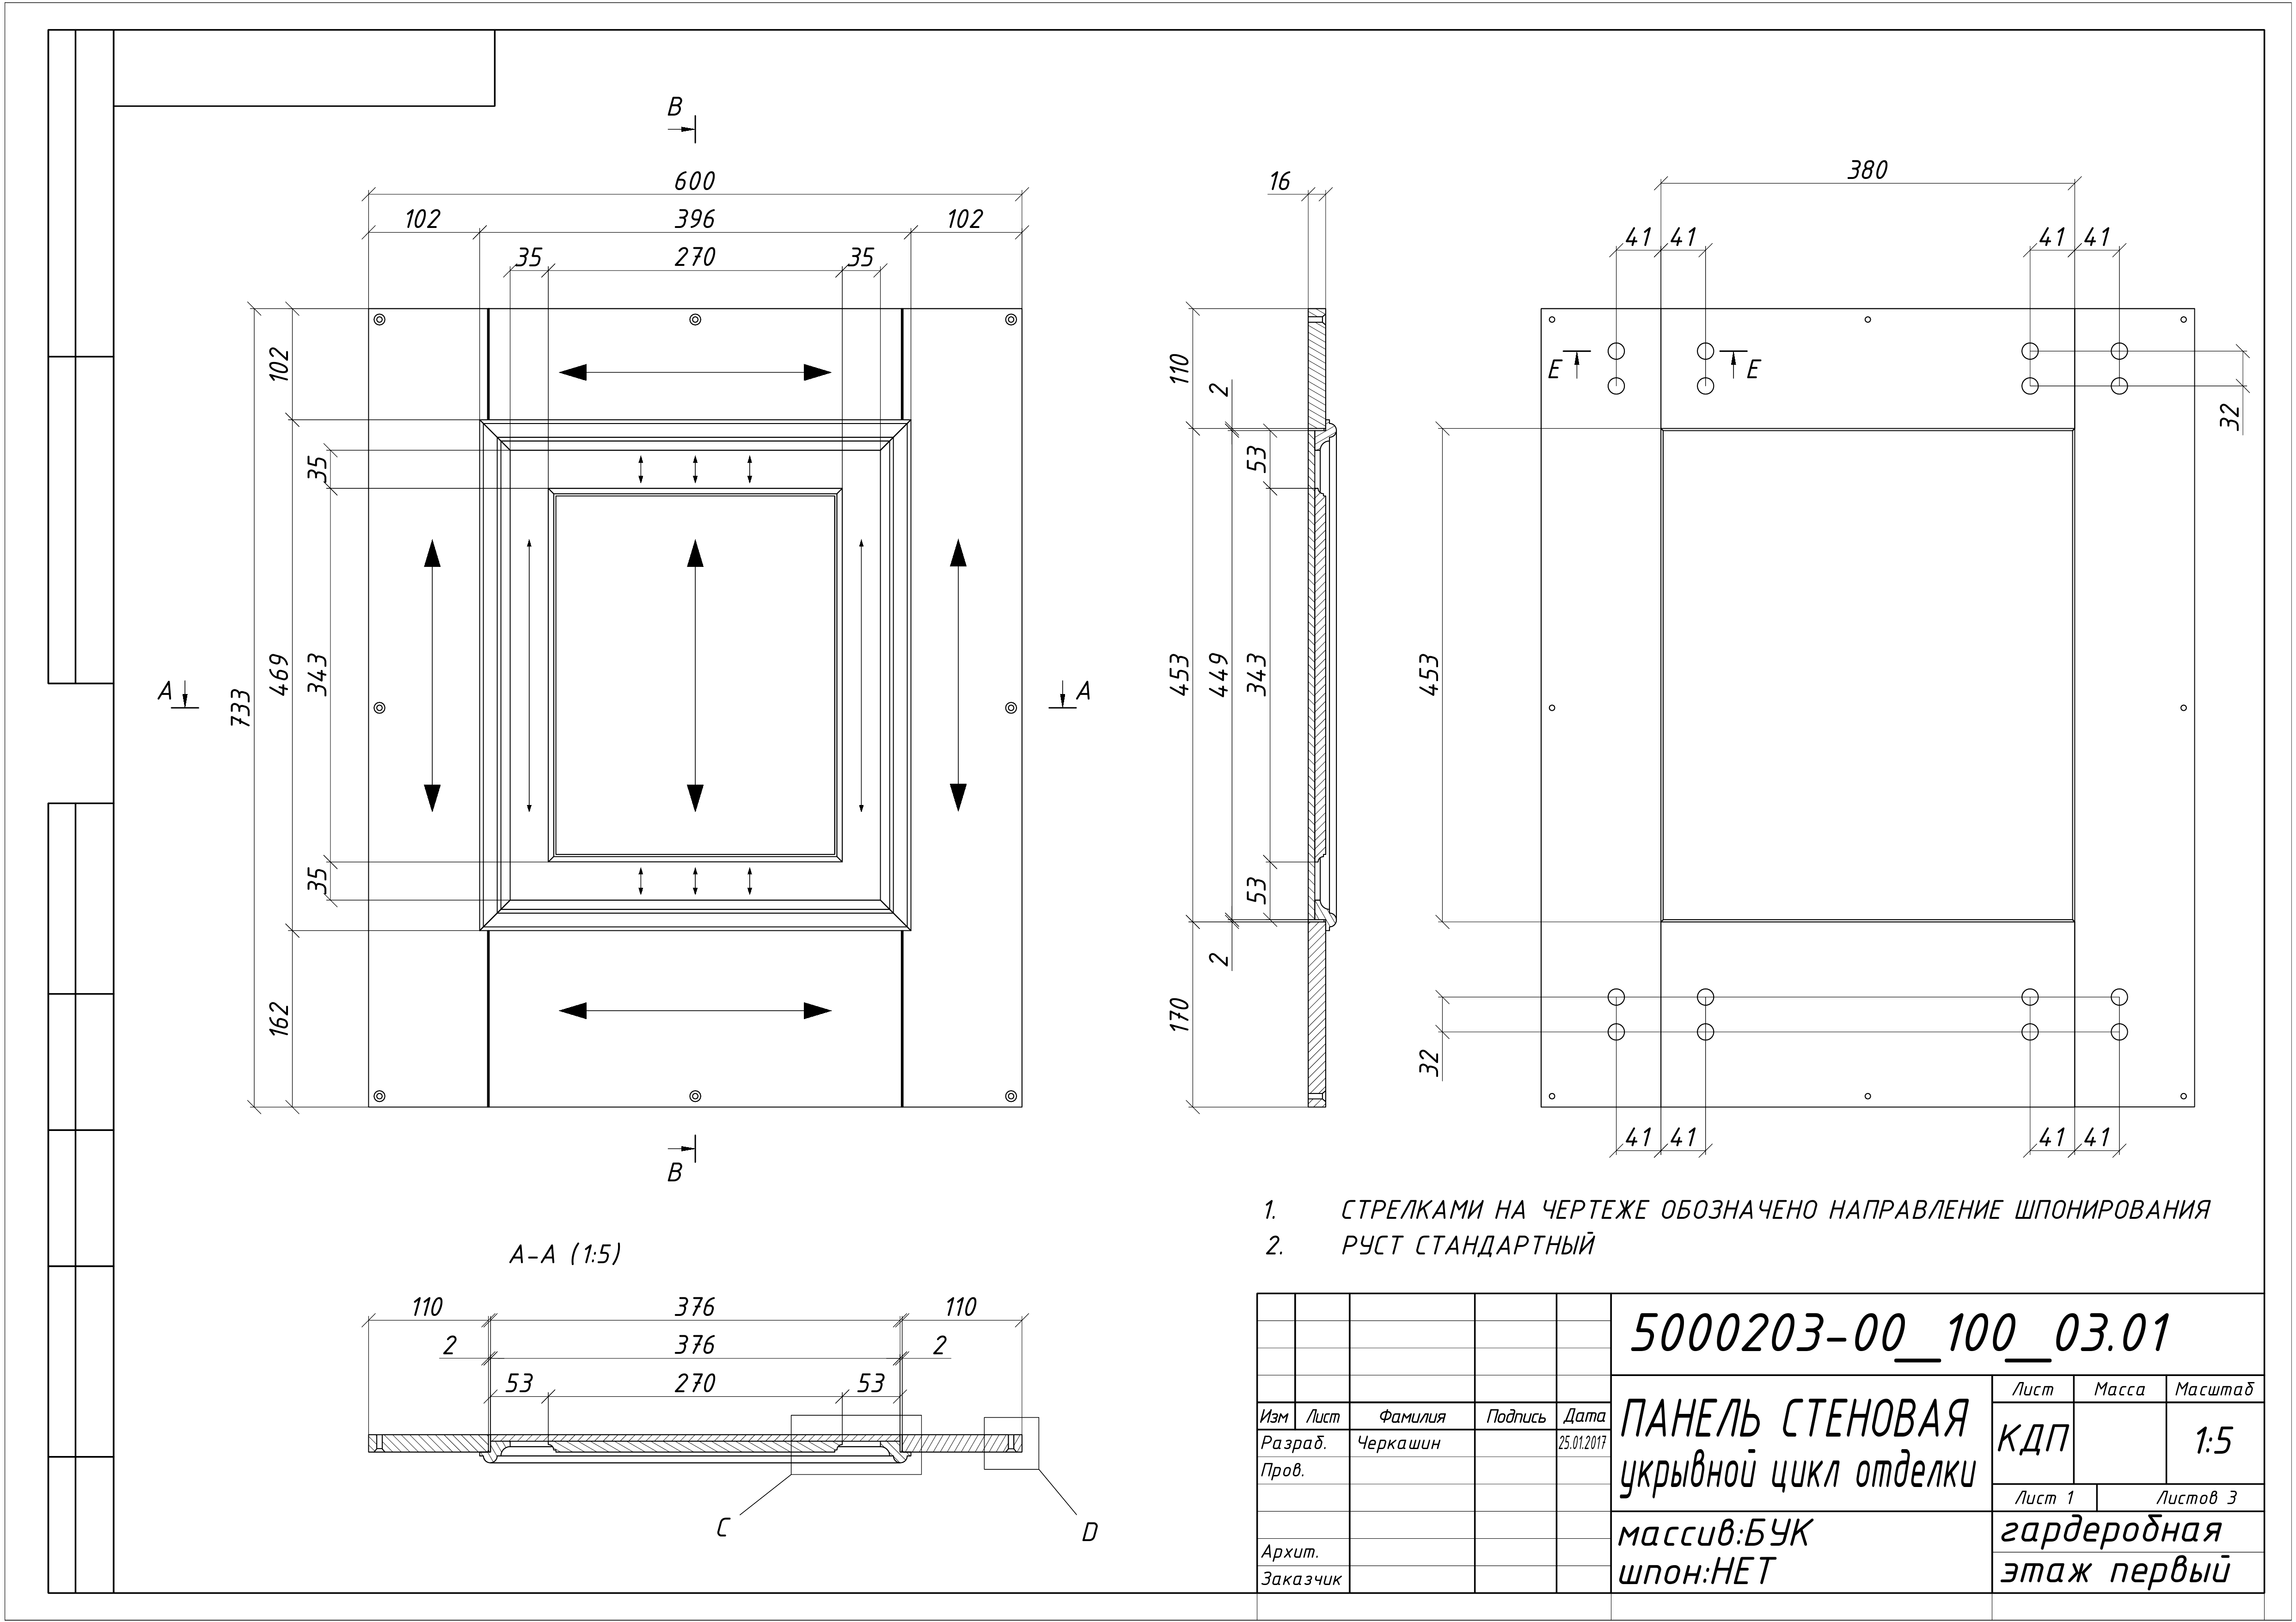 B
600
102 396 102
35 270 35
102
35
469
343
733
35
162
A
A
B
16
110
2
53
453
449
343
53
2
170
380
41 41 41 41
E E
32
453
32
41 41 41 41
1. СТРЕЛКАМИ НА ЧЕРТЕЖЕ ОБОЗНАЧЕНО НАПРАВЛЕНИЕ ШПОНИРОВАНИЯ
2. РУСТ СТАНДАРТНЫЙ
A-A (1:5)
110 376 110
2 376 2
53 270 53
C
D
5000203-00__100__03.01
Изм Лист Фамилия Подпись Дата
Разраб. Черкашин 25.01.2017
Пров.
Архит.
Заказчик
ПАНЕЛЬ СТЕНОВАЯ
укрывной цикл отделки
Лист Масса Масштаб
КДП 1:5
Лист 1 Листов 3
массив:БУК
шпон:НЕТ
гардеробная
этаж первый